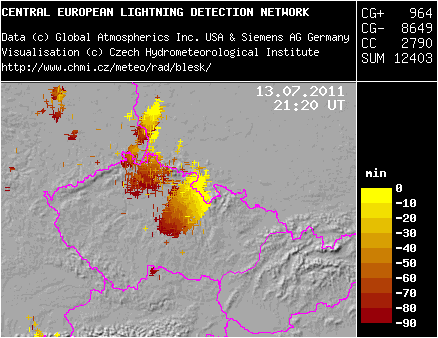 CENTRAL EUROPEAN LIGHTNING DETECTION NETWORK
Data (c) Global Atmospherics Inc. USA & Siemens AG Germany
Visualisation (c) Czech Hydrometeorological Institute
http://www.chmi.cz/meteo/rad/blesk/
CG+ 964
CG- 8649
CC 2790
SUM 12403
13.07.2011
21:20 UT
min
0
-10
-20
-30
-40
-50
-60
-70
-80
-90